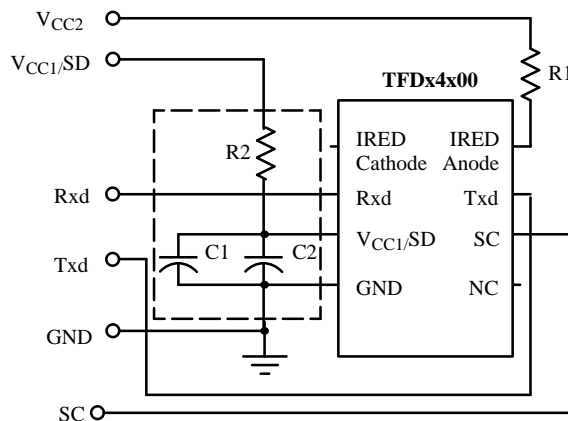 VCC2
VCC1/SD
TFDx4x00
R1
R2
IRED Cathode
IRED Anode
Rxd
Rxd
Txd
VCC1/SD
SC
Txd
C1
C2
GND
NC
GND
SC